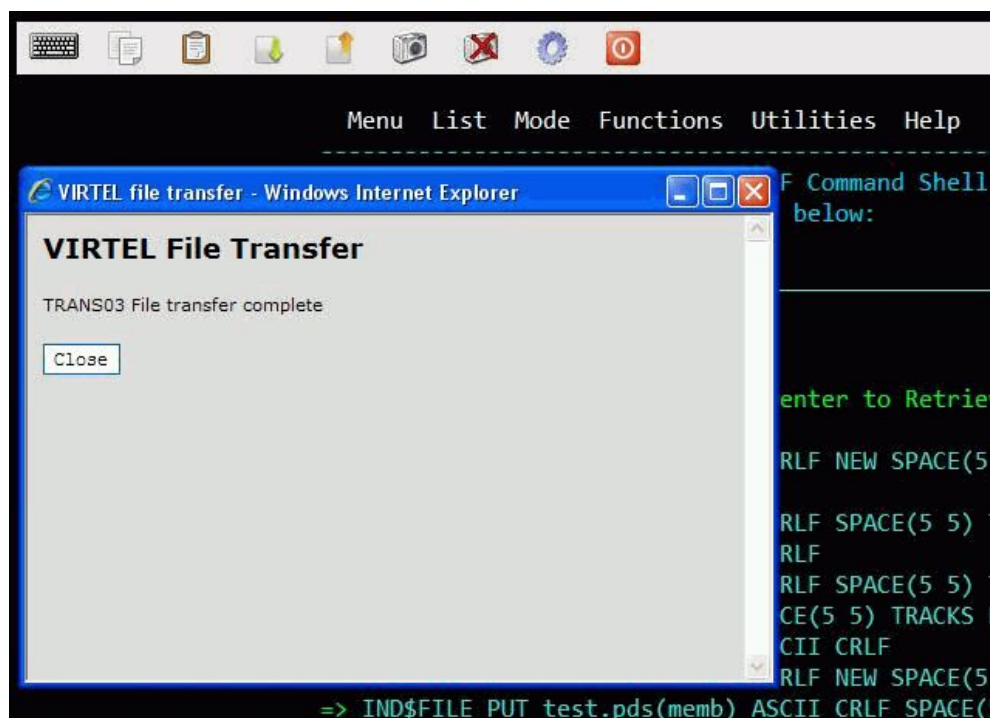 Menu List Mode Functions Utilities Help
VIRTEL file transfer - Windows Internet Explorer
F Command Shell
below:
VIRTEL File Transfer
TRANS03 File transfer complete
Close
enter to Retrie
RLF NEW SPACE(5
RLF SPACE(5 5)
RLF
RLF SPACE(5 5)
CE(5 5) TRACKS
CII CRLF
RLF NEW SPACE(5
=> IND$FILE PUT test.pds(memb) ASCII CRLF SPACE(